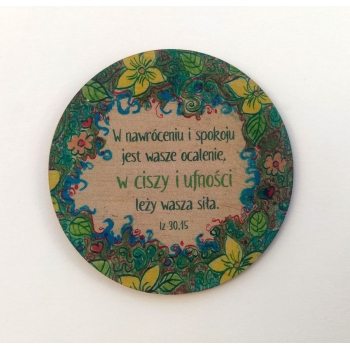 W nawróceniu i spokoju
jest wasze ocalenie,
w ciszy i ufności
leży wasza siła.
Iz 30,15